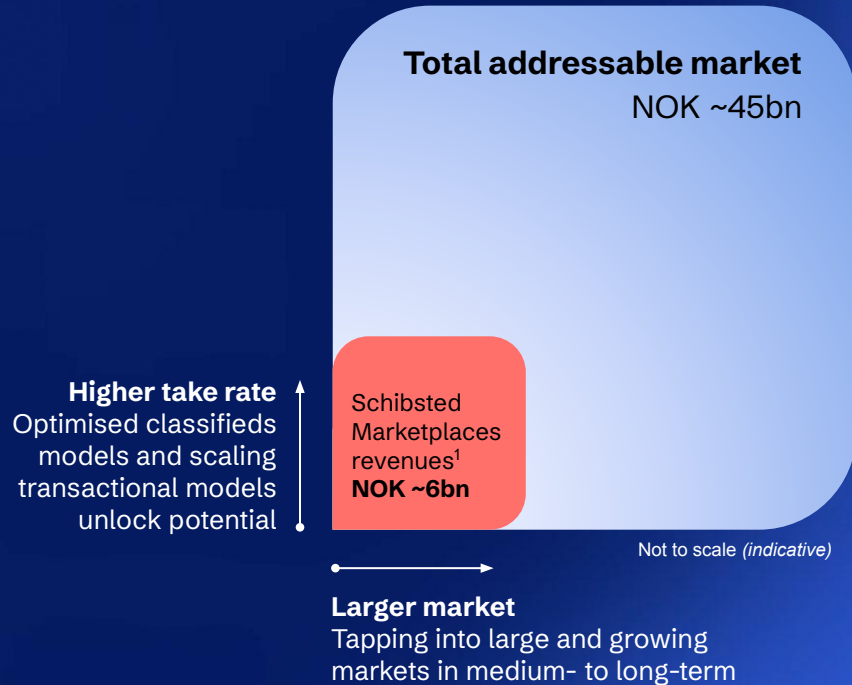 Total addressable market
NOK ~45bn
Higher take rate
Optimised classifieds
models and scaling
transactional models
unlock potential
Schibsted
Marketplaces
revenues¹
NOK ~6bn
Not to scale (indicative)
Larger market
Tapping into large and growing
markets in medium- to long-term